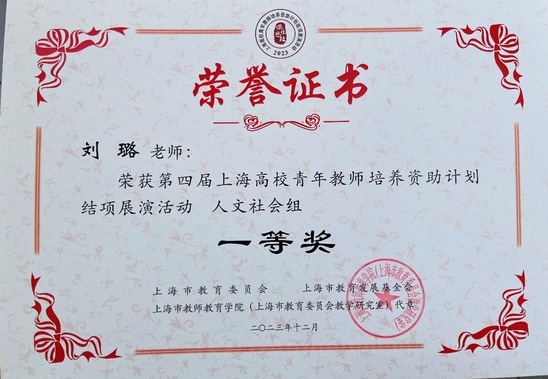 2023
荣誉证书
刘 璐 老师：
荣获第四届上海高校青年教师培养资助计划
结项展演活动 人文社会组
一等奖
上海市教育委员会 上海市教育发展基金会
上海市教师教育学院（上海市教育委员会教学研究室）代章
二〇二三年十二月